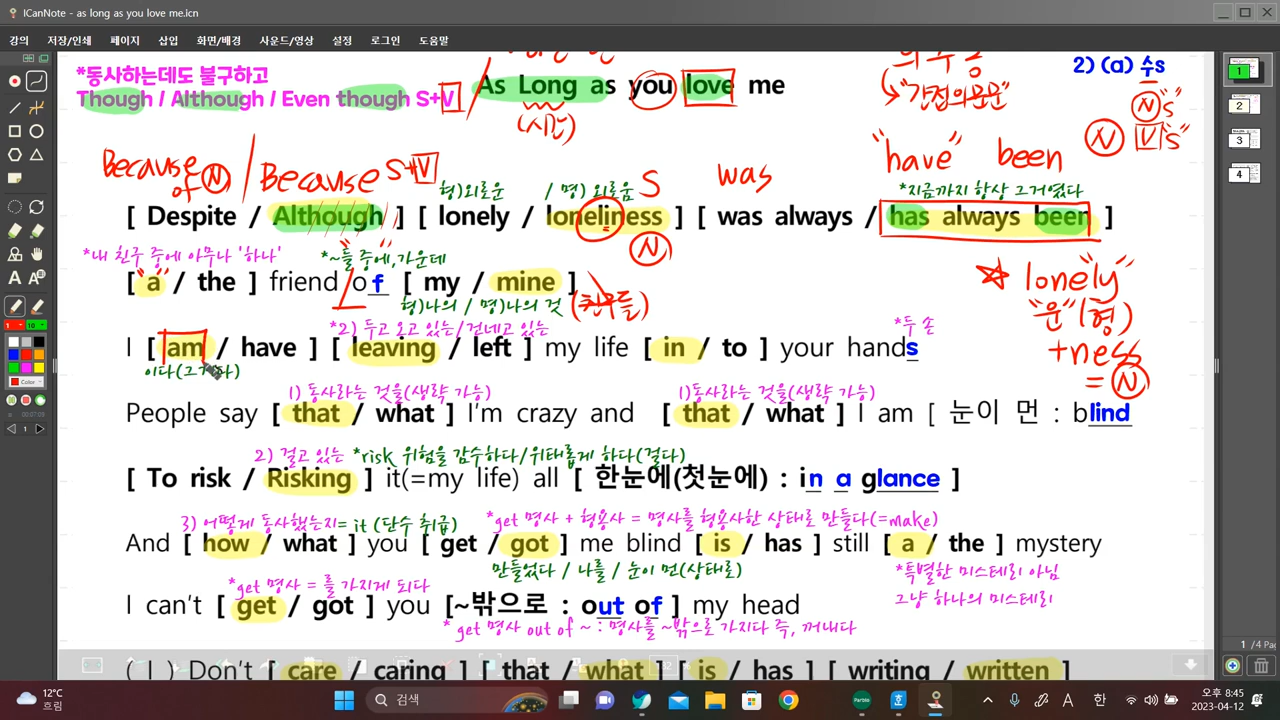 ICanNote - as long as you love me.icn
강의 저장/인쇄 페이지 삽입 화면/배경 사운드/영상 설정 로그인 도움말
*동사하는데도 불구하고
Though / Although / Even though S+V
As Long as you love me
(시간)
"간접의문문"
2) (a) 수s
N"s"
N V"s"
Because of N / Because S+V
형)외로운 / 명) 외로움 S
was
"have" been
*지금까지 항상 그거였다
[ Despite / Although ] [ lonely / loneliness ] [ was always / has always been ]
N
*내 친구 중에 아무나 '하나'
*~들 중에,가운데
[ "a" / the ] friend of [ my / mine ]
형)나의 / 명)나의 것 (친구들)
☆ lonely"
"운"(형)
+ness
= N
*2) 두고 오고 있는/건네고 있는
*두 손
I [ am / have ] [ leaving / left ] my life [ in / to ] your hands
1) 동사라는 것을(생략 가능)
1)동사라는 것을(생략 가능)
People say [ that / what ] I'm crazy and [ that / what ] I am [ 눈이 먼 : blind
2) 걸고 있는 *risk 위험을 감수하다/위태롭게 하다(걸다)
[ To risk / Risking ] it(=my life) all [ 한눈에(첫눈에) : in a glance ]
3) 어떻게 동사했는지= it (단수 취급)
*get 명사 + 형용사 = 명사를 형용사한 상태로 만들다(=make)
And [ how / what ] you [ get / got ] me blind [ is / has ] still [ a / the ] mystery
만들었다 / 나를 / 눈이 먼(상태로)
*특별한 미스테리 아님
그냥 하나의 미스테리
*get 명사 = 를 가지게 되다
I can't [ get / got ] you [~밖으로 : out of ] my head
* get 명사 out of ~ : 명사를 ~밖으로 가지다 즉, 꺼내다
( I ) Don't [ care / caring ] [ that / what ] [ is / has ] [ writing / written ]
1
2
3
4
1 / 4 Pag
12°C
흐림
검색
한
오후 8:45
2023-04-12